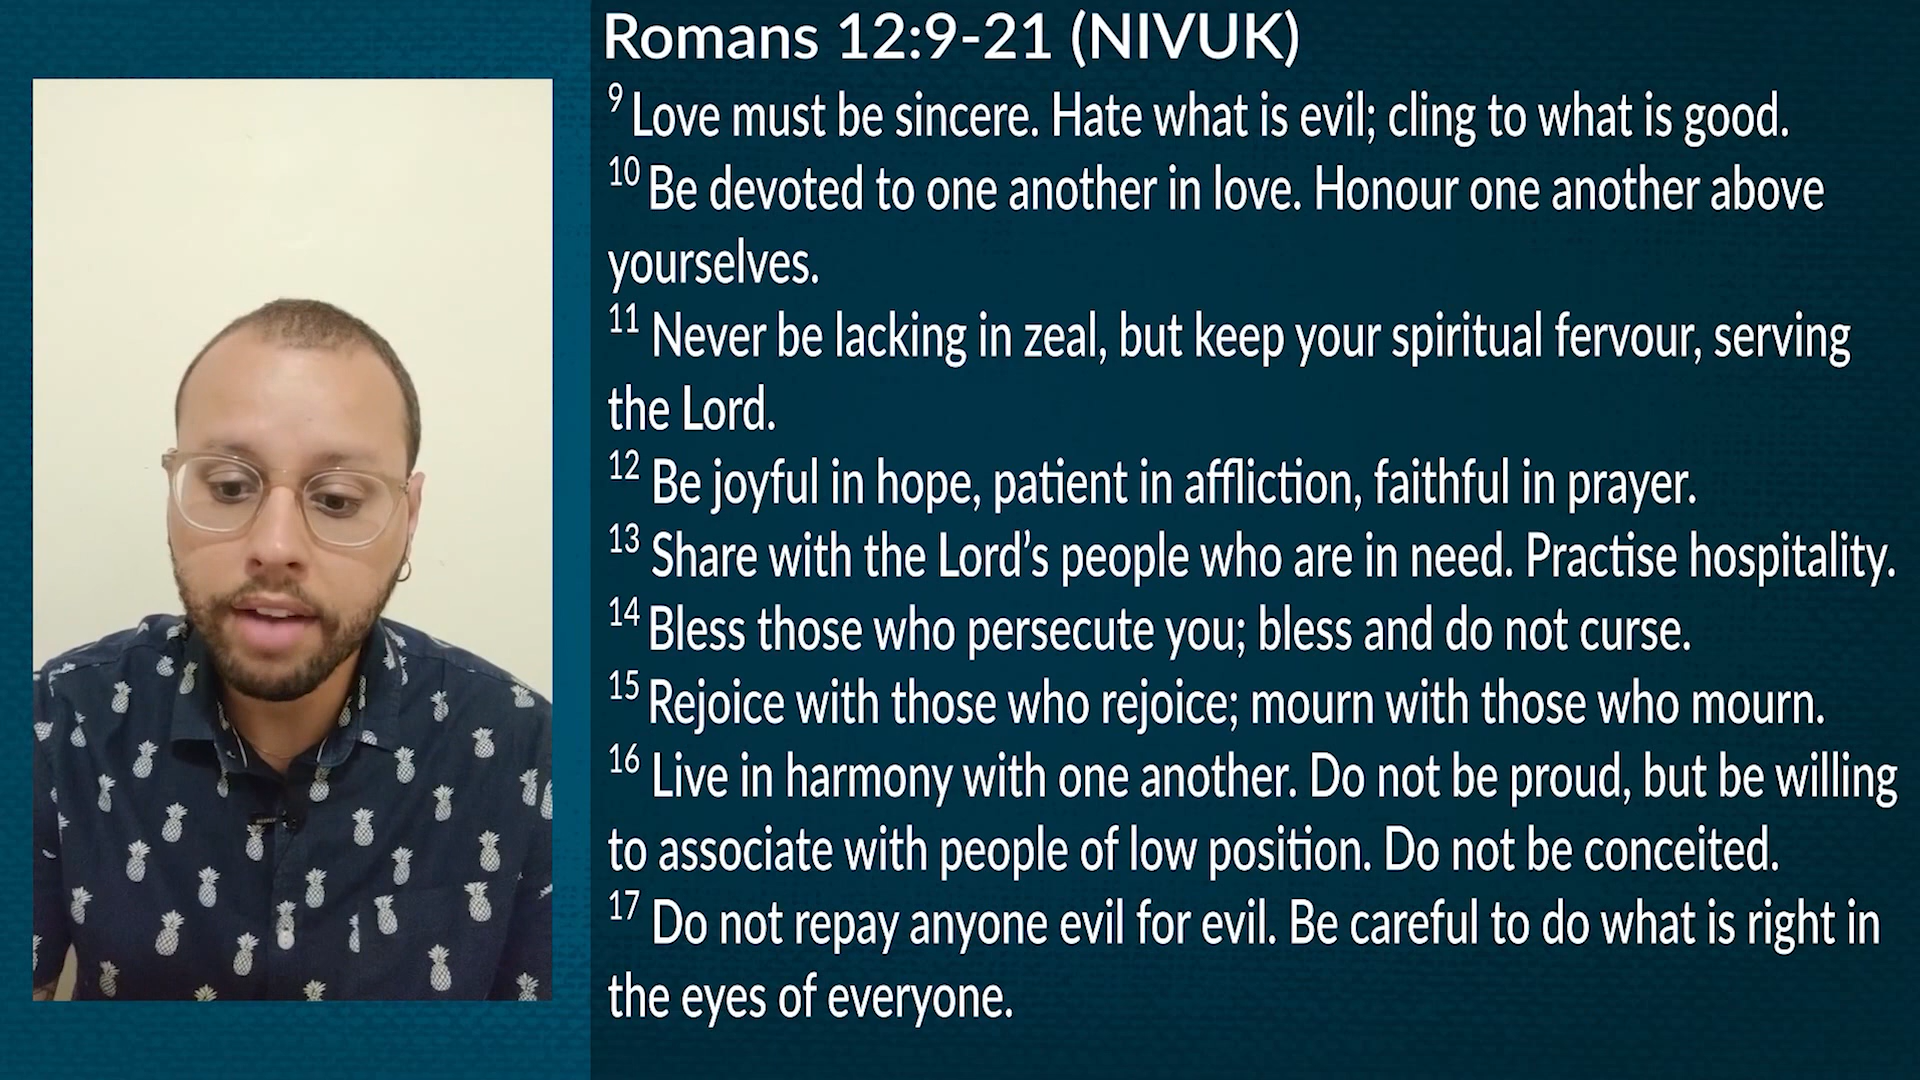 Romans 12:9-21 (NIVUK)
9 Love must be sincere. Hate what is evil; cling to what is good.
10 Be devoted to one another in love. Honour one another above
yourselves.
11 Never be lacking in zeal, but keep your spiritual fervour, serving
the Lord.
12 Be joyful in hope, patient in affliction, faithful in prayer.
13 Share with the Lord’s people who are in need. Practise hospitality.
14 Bless those who persecute you; bless and do not curse.
15 Rejoice with those who rejoice; mourn with those who mourn.
16 Live in harmony with one another. Do not be proud, but be willing
to associate with people of low position. Do not be conceited.
17 Do not repay anyone evil for evil. Be careful to do what is right in
the eyes of everyone.